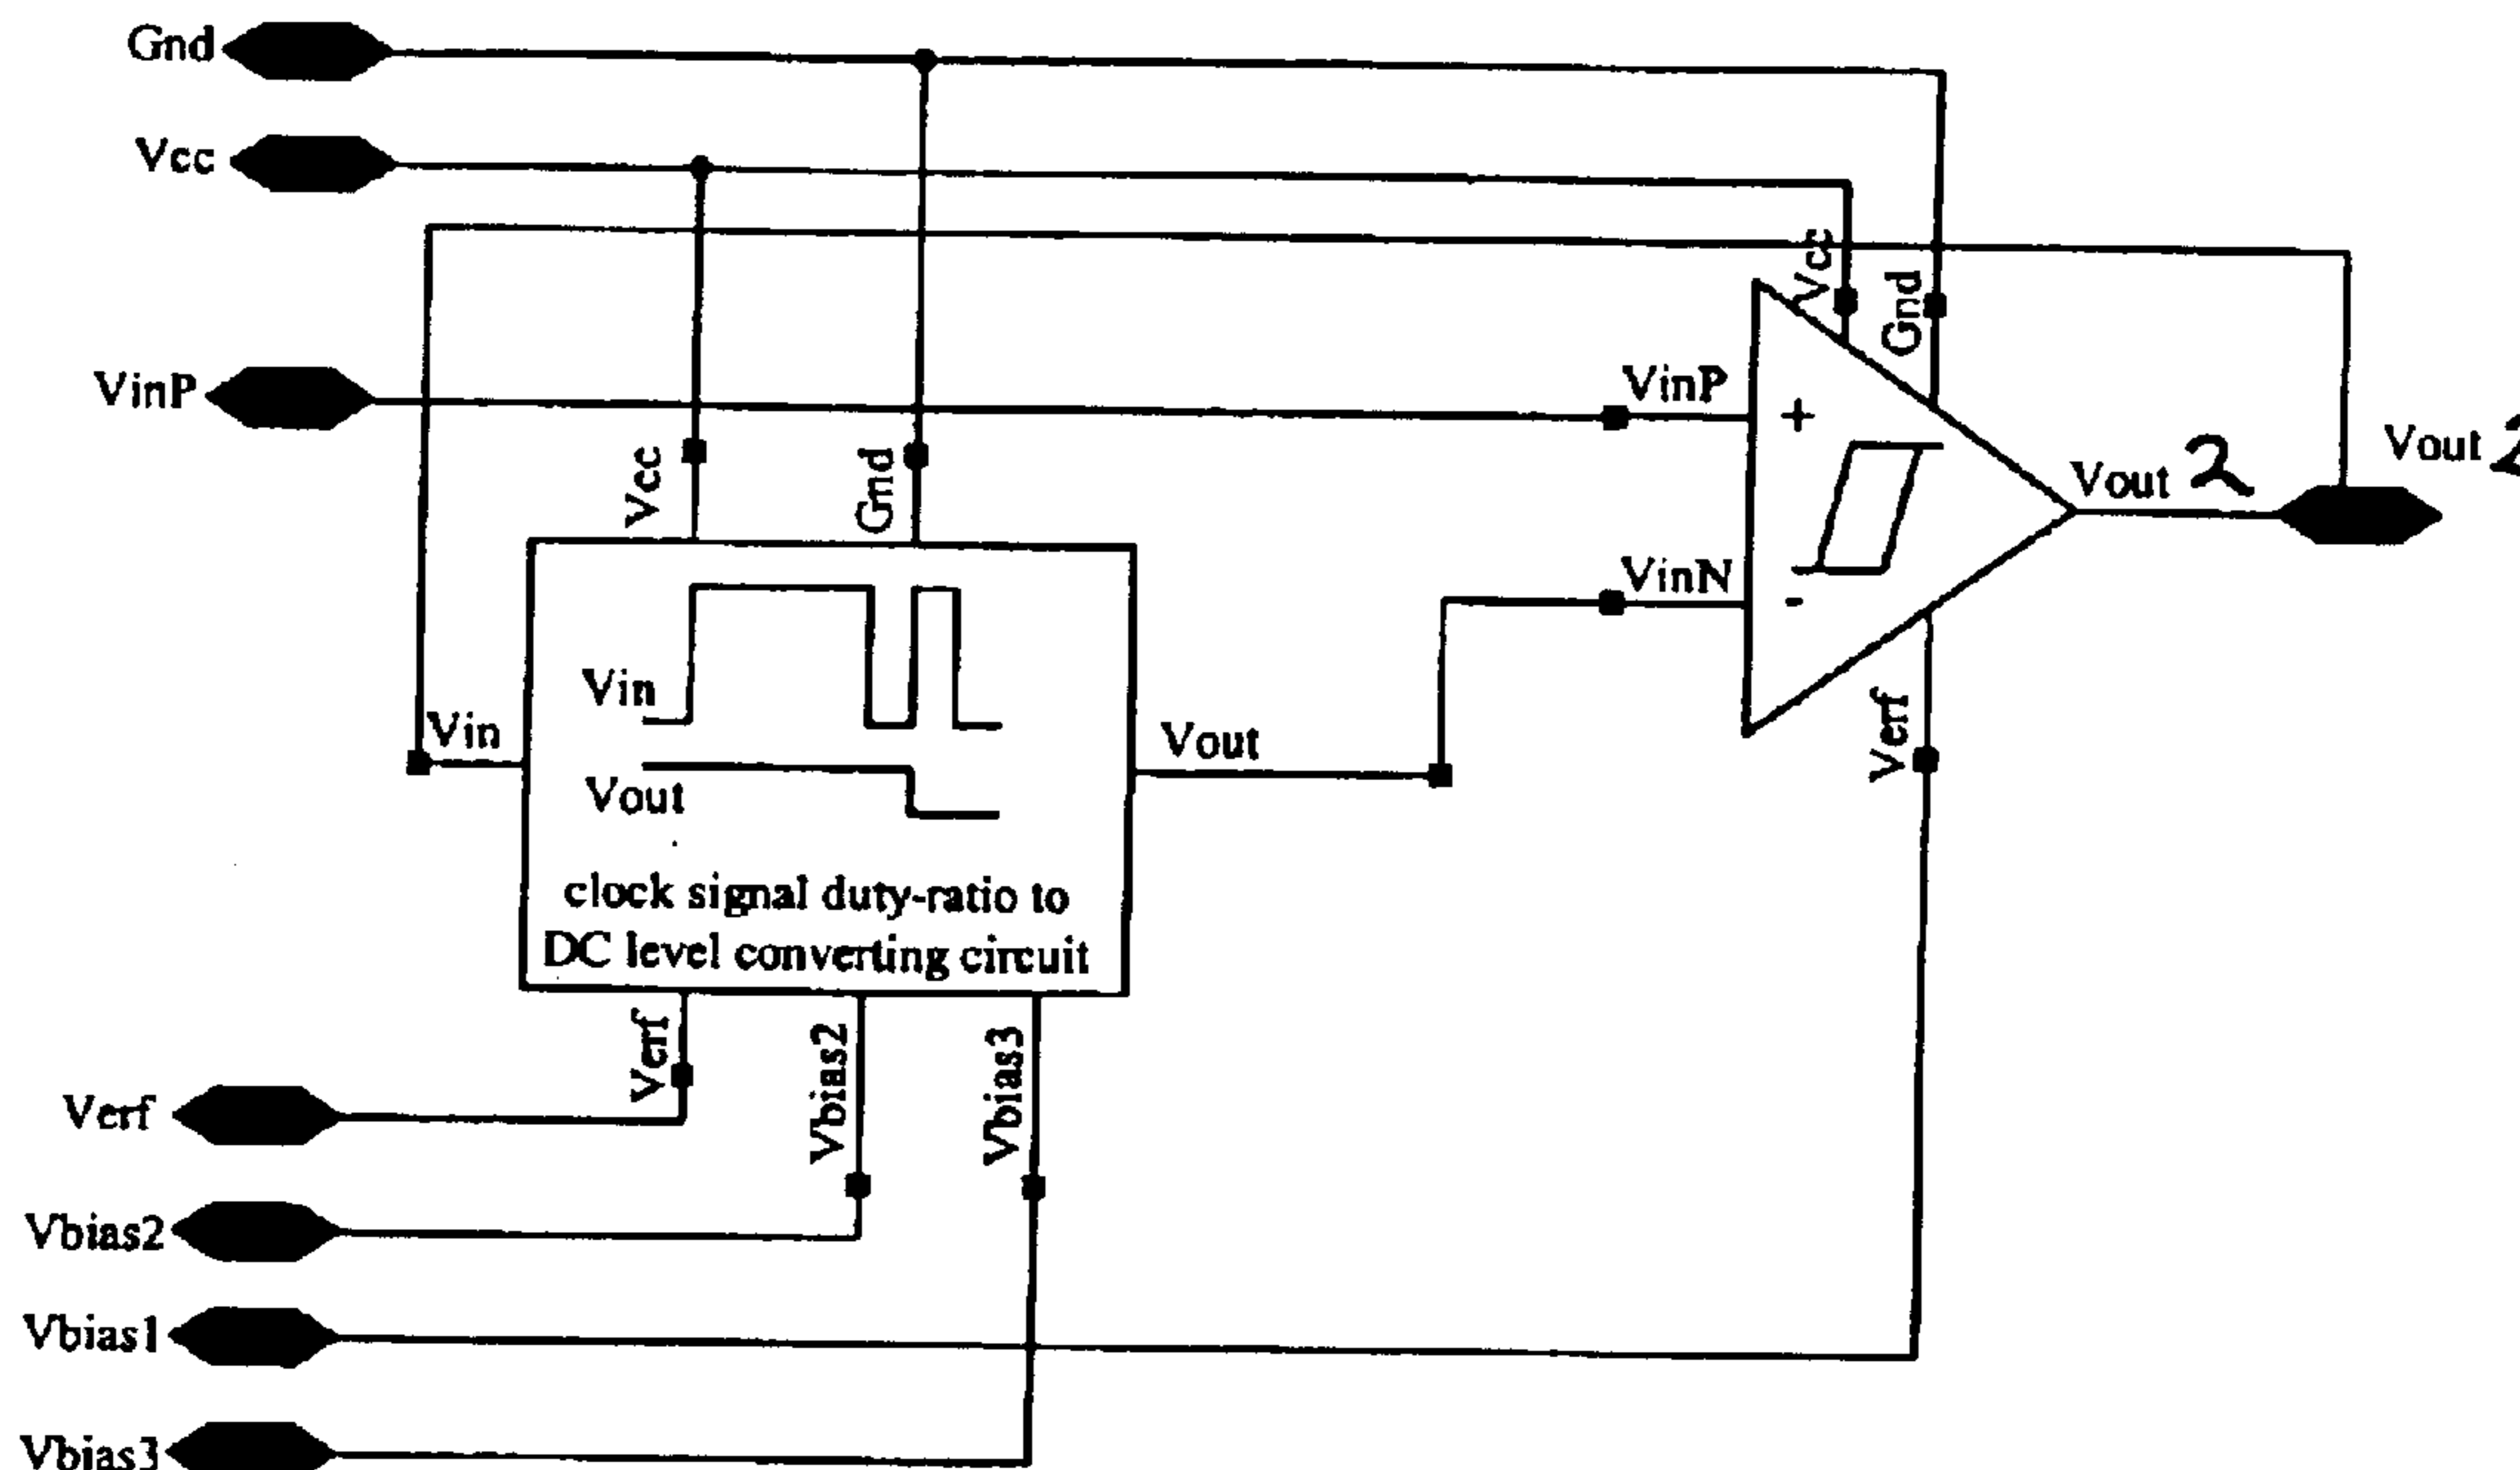 Gnd
Vcc
Vcc
Gnd
VinP
VinP
+
Vout 2
Vout 2
Vcc
Gnd
VinN
-
Vin
Vin
Vout
Verf
Vout
clock signal duty-ratio to
DC level converting circuit
Verf
Vbias2
Vbias3
Verf
Vbias2
Vbias1
Vbias3